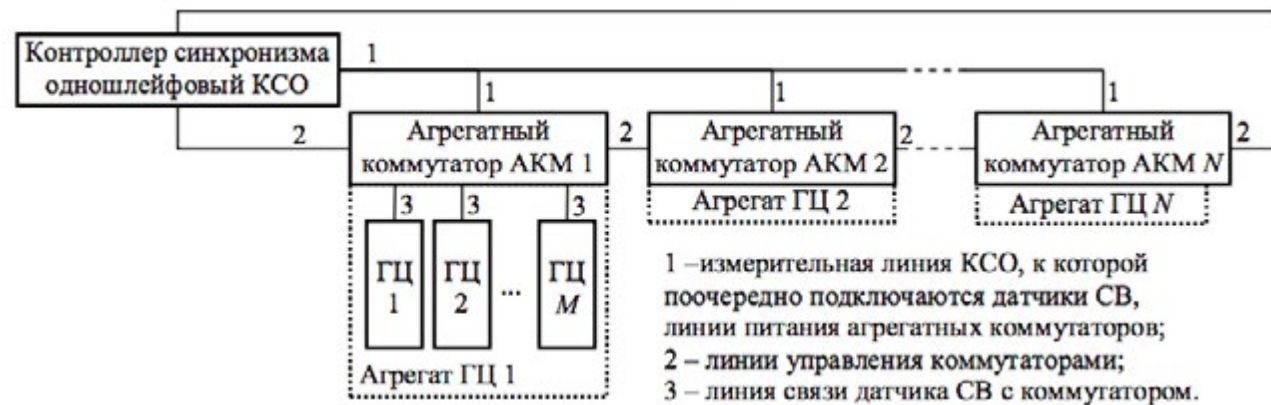 Контроллер синхронизма
одношлейфовый КСО
1
1
1
1
2
Агрегатный
коммутатор АКМ 1
2
Агрегатный
коммутатор АКМ 2
2
Агрегатный
коммутатор АКМ N
2
3
3
3
Агрегат ГЦ 2
Агрегат ГЦ N
ГЦ
1
ГЦ
2
...
ГЦ
M
Агрегат ГЦ 1
1 –измерительная линия КСО, к которой
поочередно подключаются датчики СВ,
линии питания агрегатных коммутаторов;
2 – линии управления коммутаторами;
3 – линия связи датчика СВ с коммутатором.